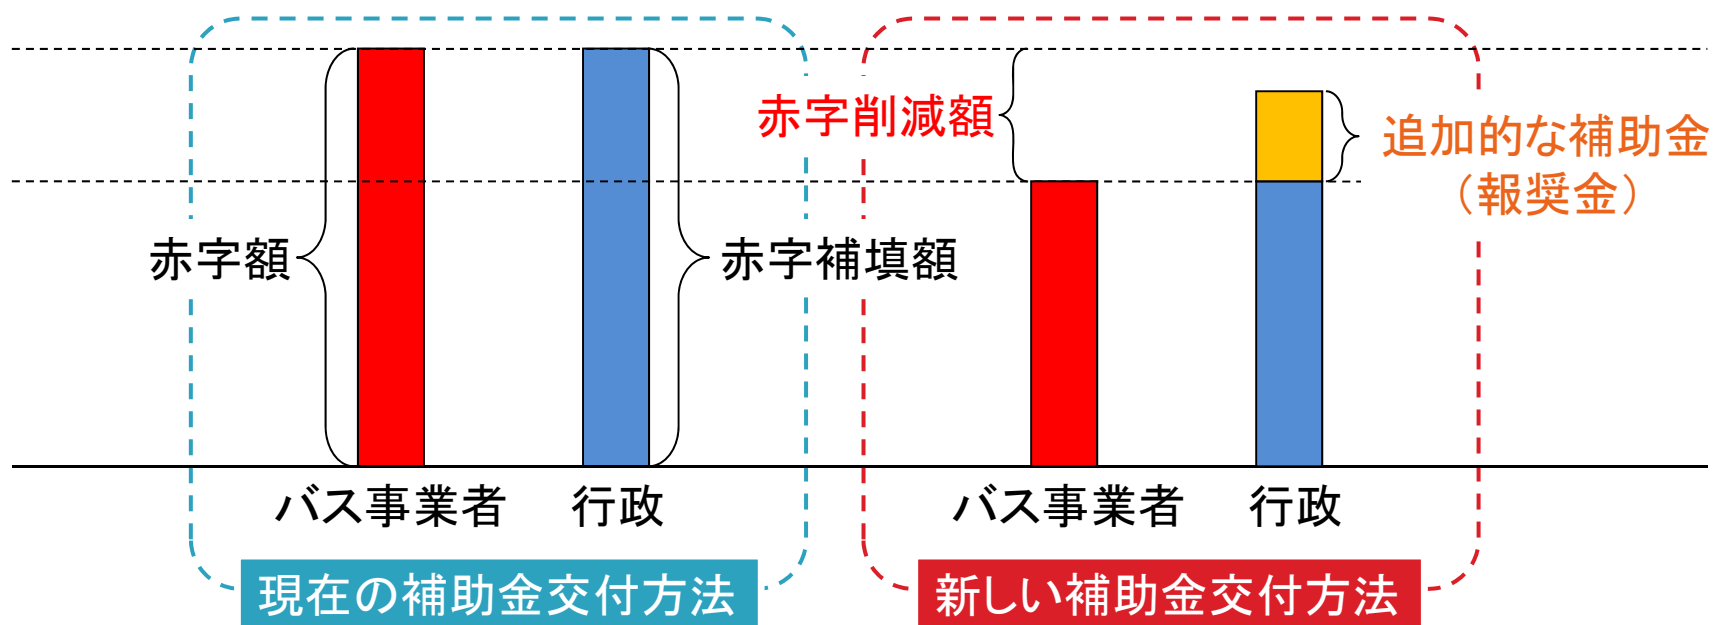 赤字削減額
追加的な補助金
（報奨金）
赤字額
赤字補填額
バス事業者
行政
バス事業者
行政
現在の補助金交付方法
新しい補助金交付方法